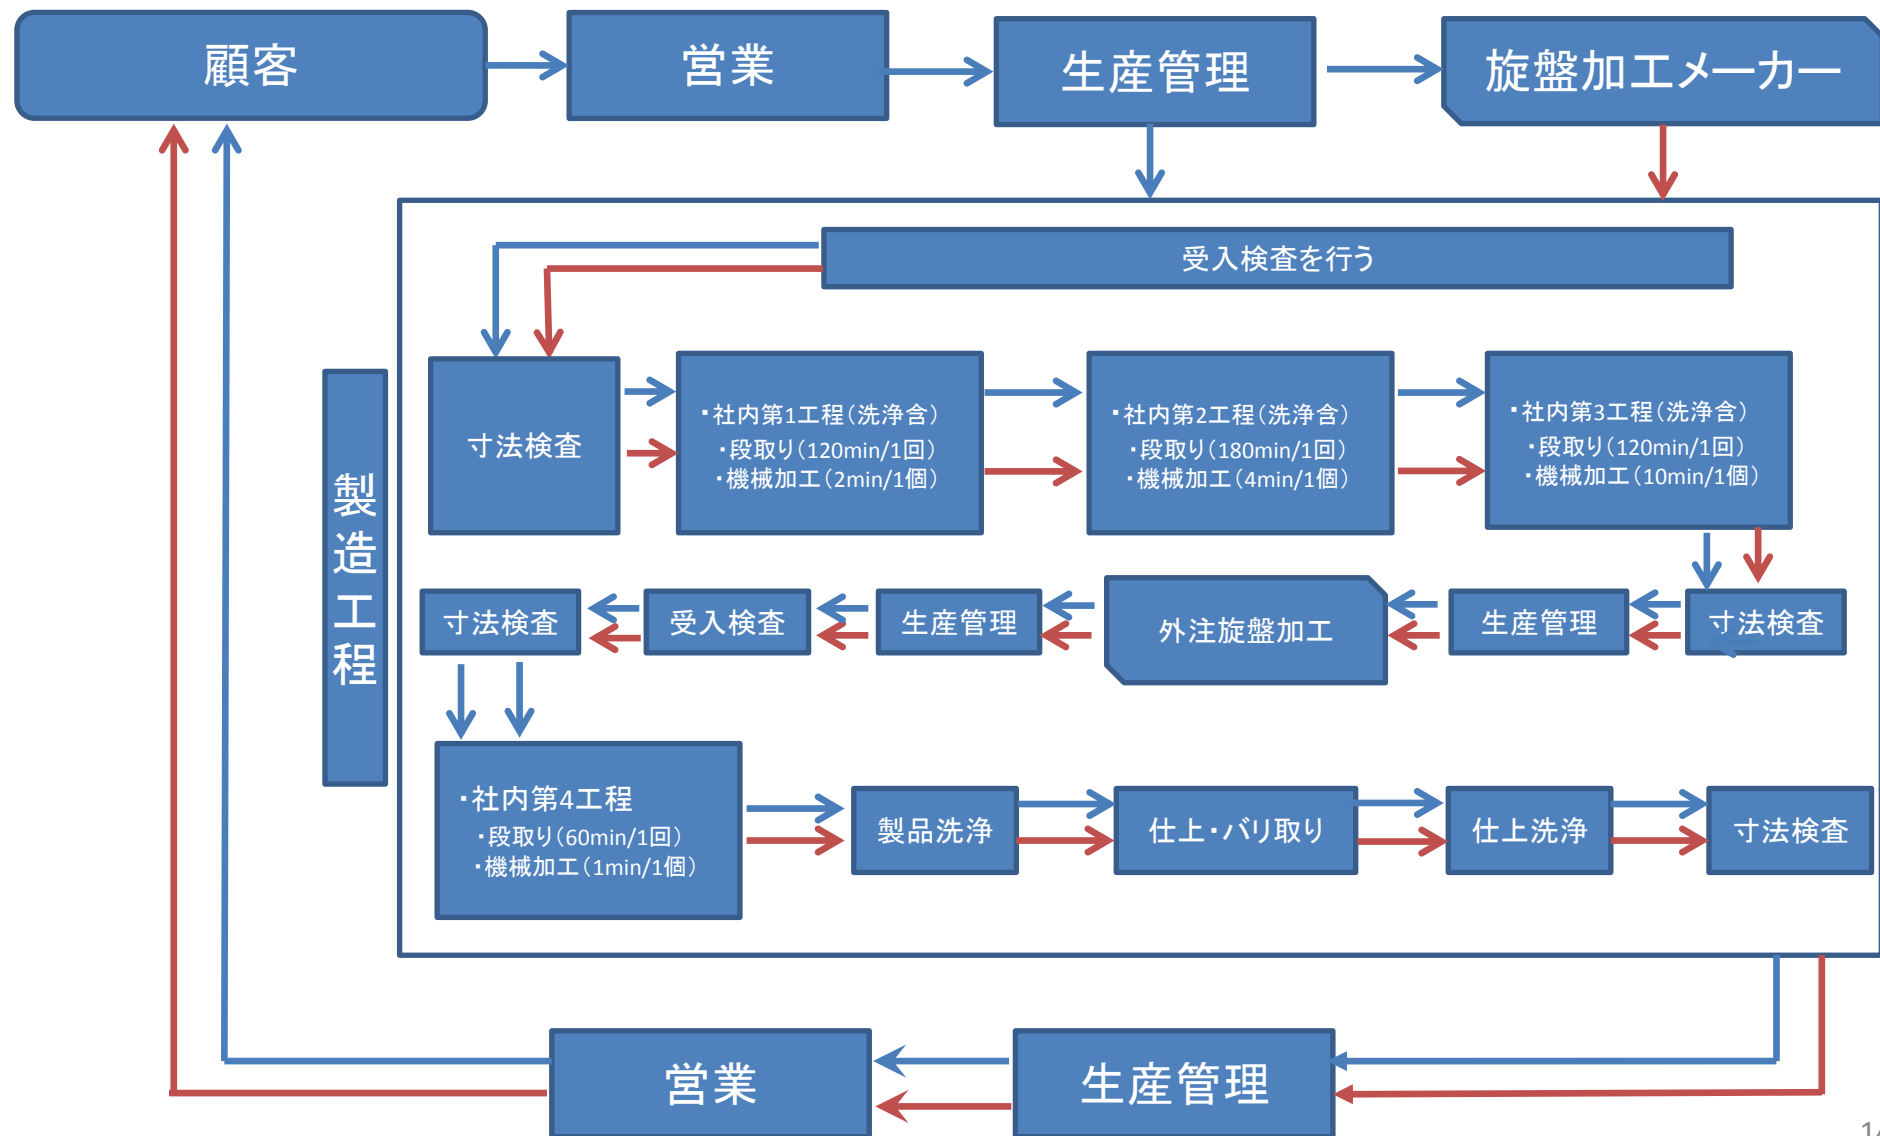 顧客
営業
生産管理
旋盤加工メーカー
受入検査を行う
製造工程
寸法検査
・社内第1工程（洗浄含）
・段取り（120min/1回）
・機械加工（2min/1個）
・社内第2工程（洗浄含）
・段取り（180min/1回）
・機械加工（4min/1個）
・社内第3工程（洗浄含）
・段取り（120min/1回）
・機械加工（10min/1個）
寸法検査
受入検査
生産管理
外注旋盤加工
生産管理
寸法検査
・社内第4工程
・段取り（60min/1回）
・機械加工（1min/1個）
製品洗浄
仕上・バリ取り
仕上洗浄
寸法検査
営業
生産管理